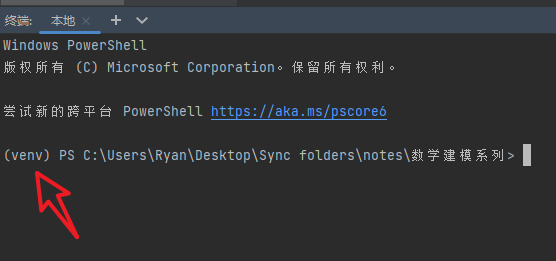 终端: 本地 × + ∨
Windows PowerShell
版权所有 (C) Microsoft Corporation。保留所有权利。
尝试新的跨平台 PowerShell https://aka.ms/pscore6
(venv) PS C:\Users\Ryan\Desktop\Sync folders\notes\数学建模系列>